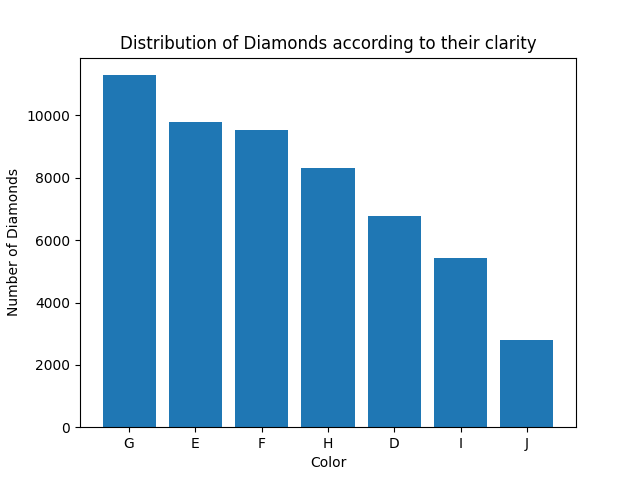 Distribution of Diamonds according to their clarity
Number of Diamonds
10000
8000
6000
4000
2000
0
G E F H D I J
Color